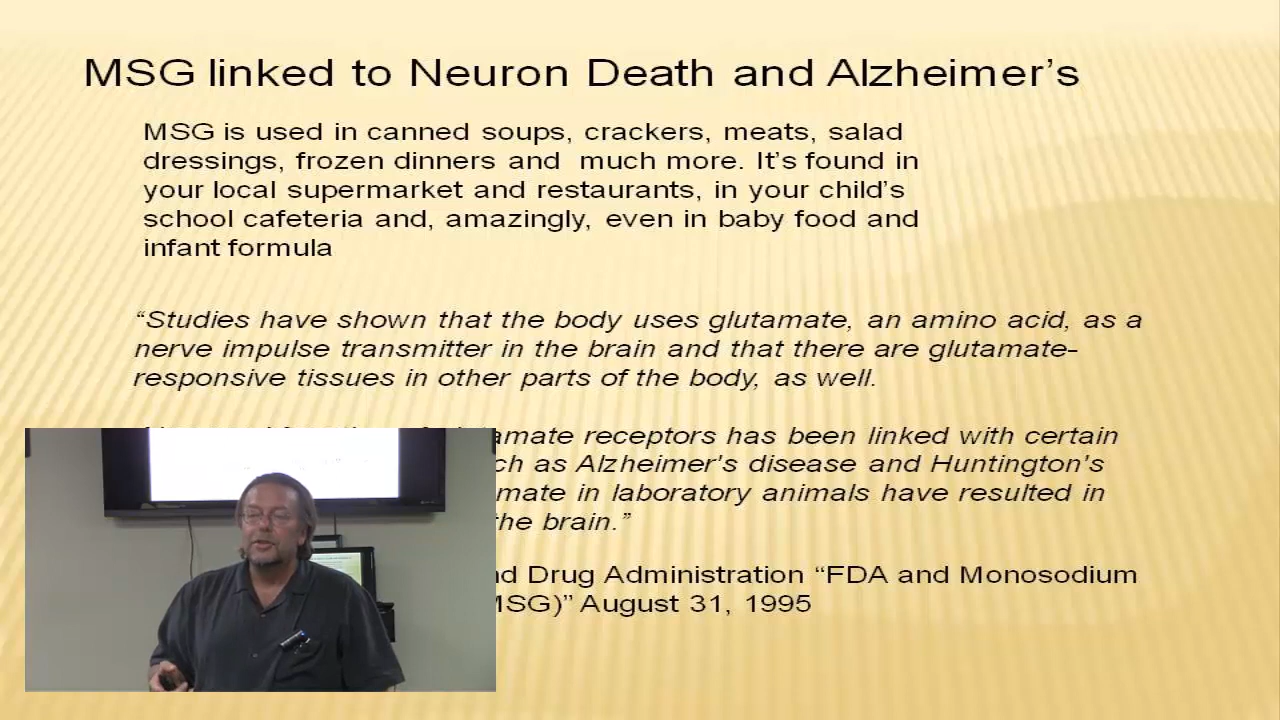 MSG linked to Neuron Death and Alzheimer's
MSG is used in canned soups, crackers, meats, salad
dressings, frozen dinners and much more. It's found in
your local supermarket and restaurants, in your child's
school cafeteria and, amazingly, even in baby food and
infant formula
“Studies have shown that the body uses glutamate, an amino acid, as a
nerve impulse transmitter in the brain and that there are glutamate-
responsive tissues in other parts of the body, as well.
receptors has been linked with certain
as Alzheimer's disease and Huntington's
in laboratory animals have resulted in
the brain.”
Drug Administration “FDA and Monosodium
MSG)” August 31, 1995